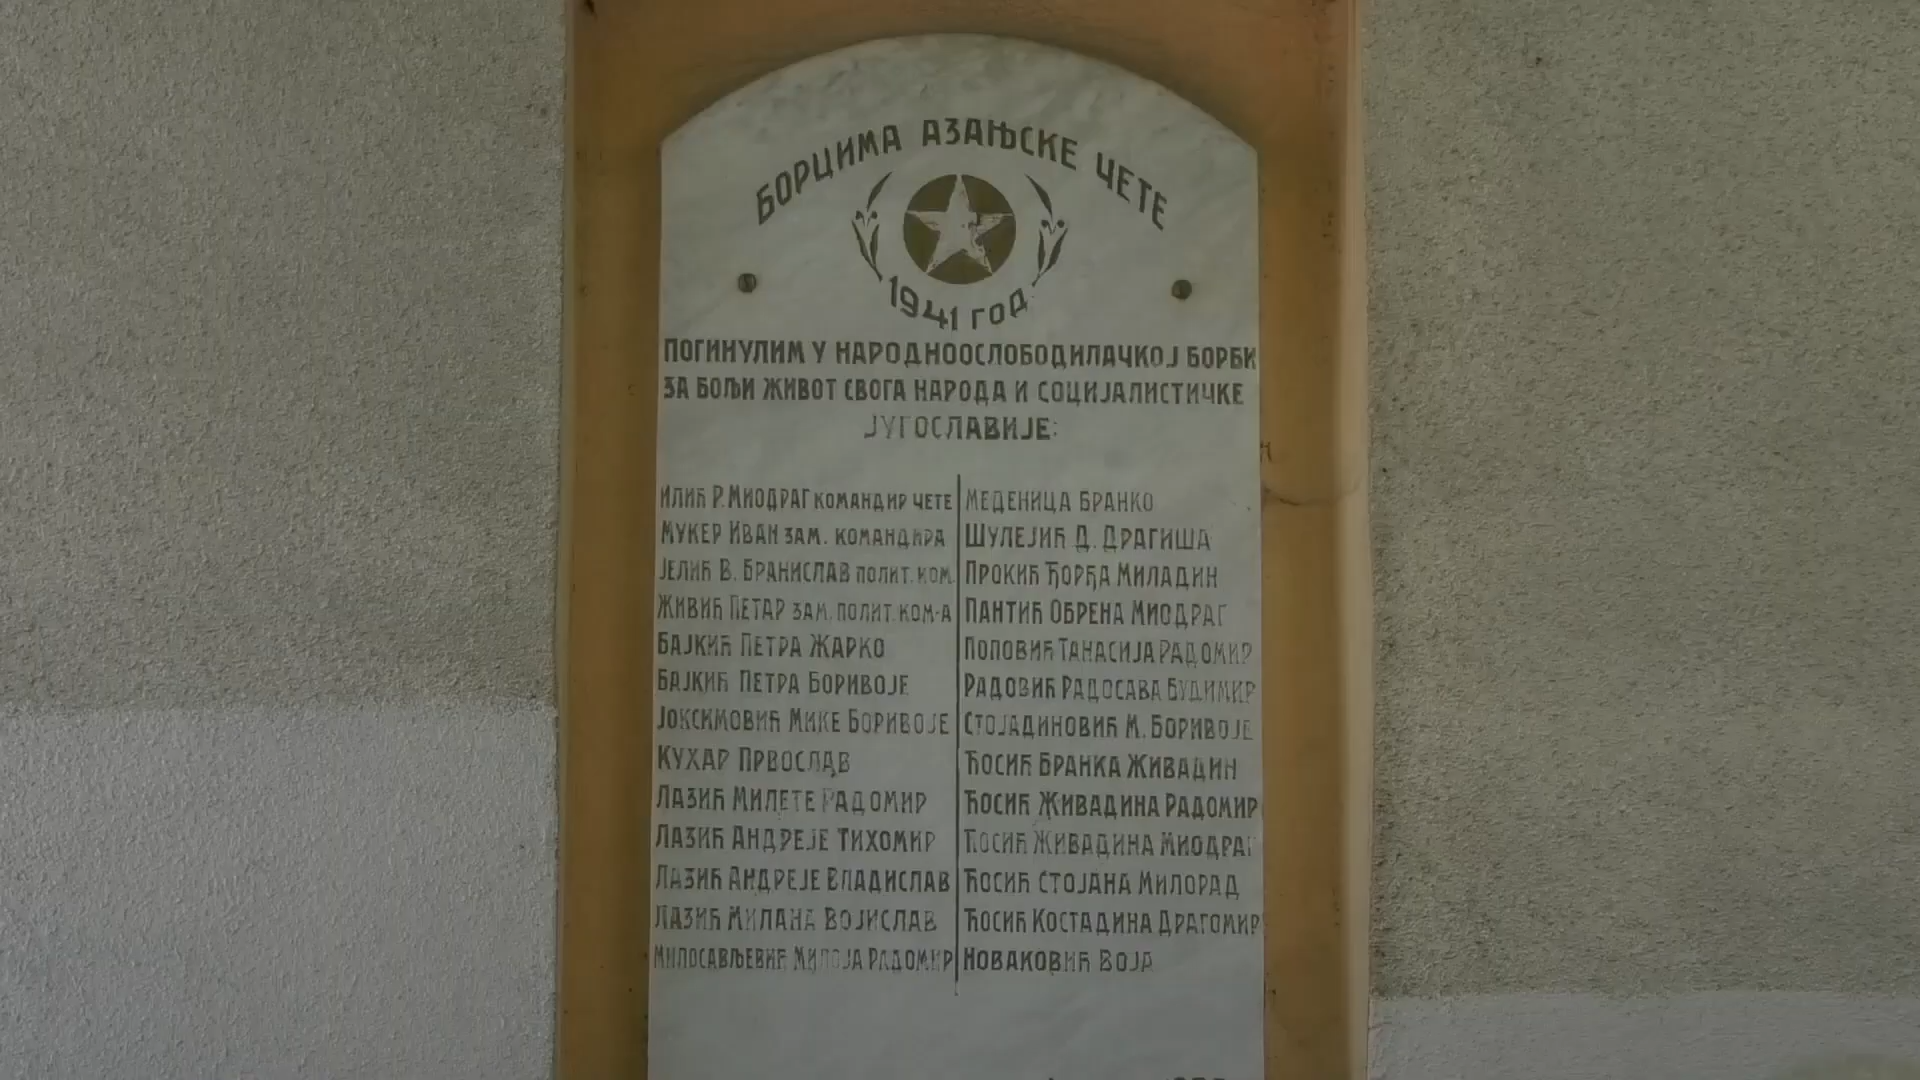 БОРЦИМА АЗАЊСКЕ ЧЕТЕ
1941 ГОД.
ПОГИНУЛИМ У НАРОДНООСЛОБОДИЛАЧКОЈ БОРБИ
ЗА БОЉИ ЖИВОТ СВОГА НАРОДА И СОЦИЈАЛИСТИЧКЕ
ЈУГОСЛАВИЈЕ:
ИЛИЋ Р. МИОДРАГ КОМАНДИР ЧЕТЕ
МУКЕР ИВАН ЗАМ. КОМАНДИРА
ЈЕЛИЋ В. БРАНИСЛАВ ПОЛИТ. КОМ.
ЖИВИЋ ПЕТАР ЗАМ. ПОЛИТ. КОМ-А
БАЈКИЋ ПЕТРА ЖАРКО
БАЈКИЋ ПЕТРА БОРИВОЈЕ
ЈОКСИМОВИЋ МИКЕ БОРИВОЈЕ
КУХАР ПРВОСЛАВ
ЛАЗИЋ МИЛЕТЕ РАДОМИР
ЛАЗИЋ АНДРЕЈЕ ТИХОМИР
ЛАЗИЋ АНДРЕЈЕ ВЛАДИСЛАВ
ЛАЗИЋ МИЛАНА ВОЈИСЛАВ
МИЛОСАВЉЕВИЋ МИЛОЈА РАДОМИР
МЕДЕНИЦА БРАНКО
ШУЛЕЈИЋ Д. ДРАГИША
ПРОКИЋ ЂОРЂА МИЛАДИН
ПАНТИЋ ОБРЕНА МИОДРАГ
ПОПОВИЋ ТАНАСИЈА РАДОМИР
РАДОВИЋ РАДОСАВА БУДИМИР
СТОЈАДИНОВИЋ М. БОРИВОЈЕ
ЋОСИЋ БРАНКА ЖИВАДИН
ЋОСИЋ ЖИВАДИНА РАДОМИР
ЋОСИЋ ЖИВАДИНА МИОДРАГ
ЋОСИЋ СТОЈАНА МИЛОРАД
ЋОСИЋ КОСТАДИНА ДРАГОМИР
НОВАКОВИЋ ВОЈА